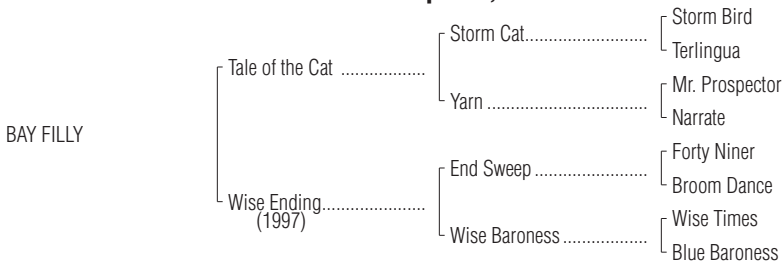 Storm Bird
Storm Cat..............................
Terlingua
Tale of the Cat ..................
Mr. Prospector
Yarn .......................................
Narrate
BAY FILLY
Forty Niner
End Sweep ...........................
Broom Dance
Wise Ending......................
(1997)
Wise Times
Wise Baroness .....................
Blue Baroness